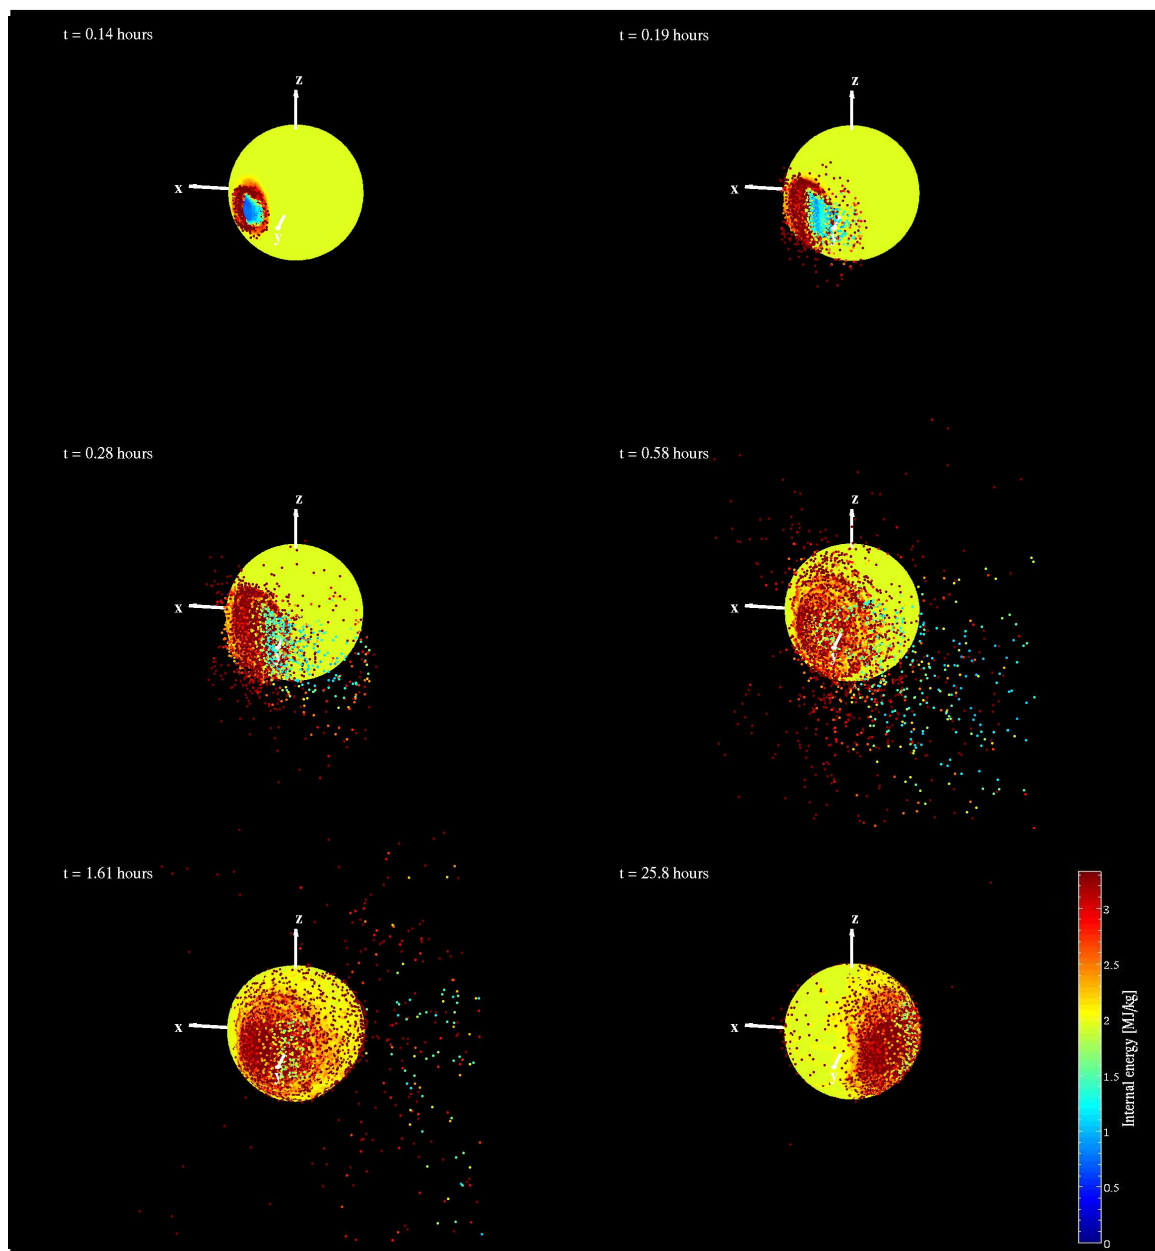 t = 0.14 hours
z
x
y
t = 0.19 hours
z
x
t = 0.28 hours
z
x
t = 0.58 hours
z
x
t = 1.61 hours
z
x
t = 25.8 hours
z
x
y
3
2.5
2
1.5
1
0.5
0
Internal energy [MJ/kg]